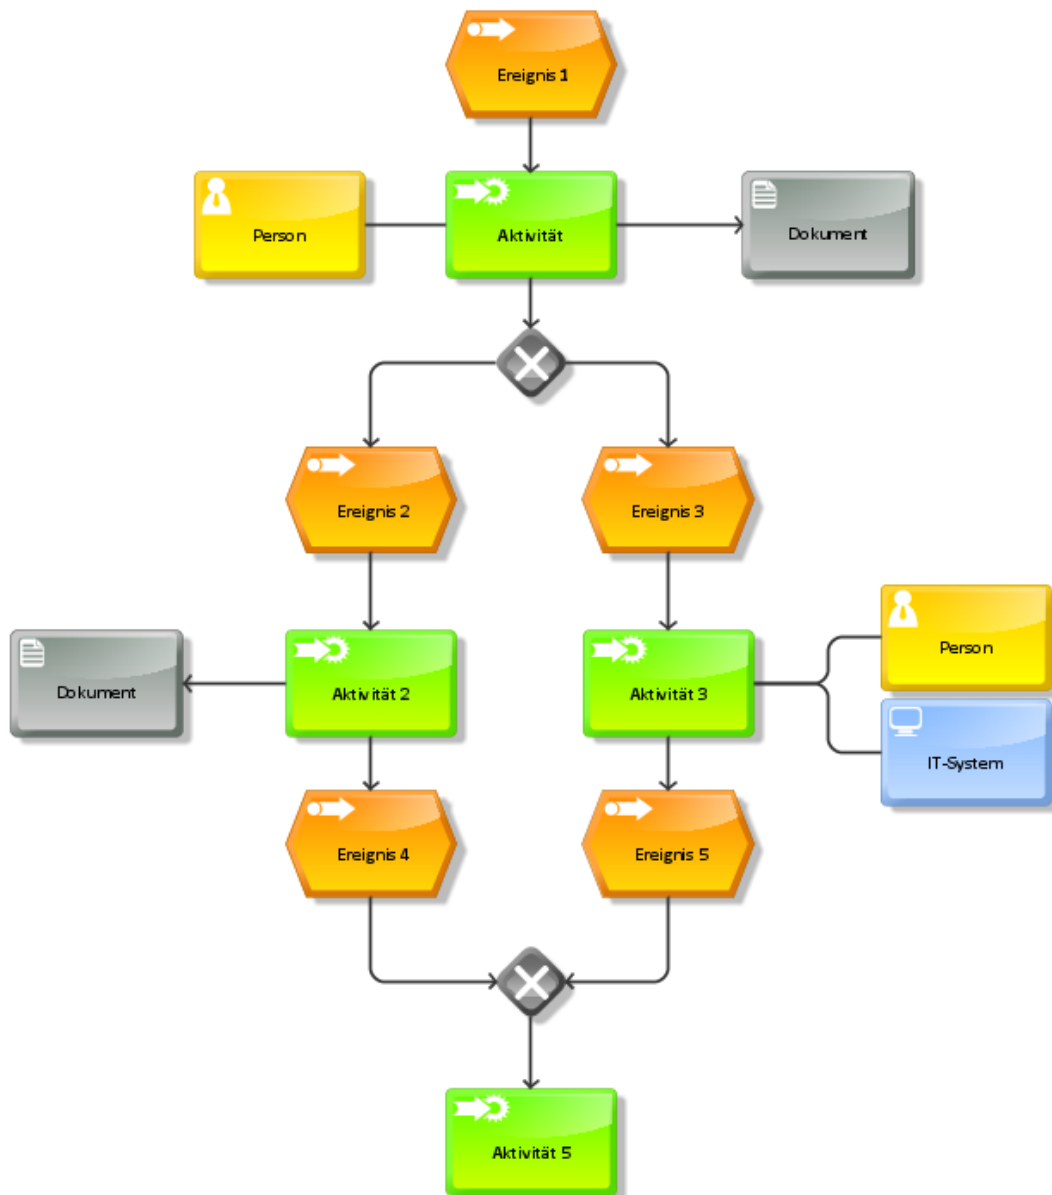 Ereignis 1
Person
Aktivität
Dokument
Ereignis 2
Ereignis 3
Dokument
Aktivität 2
Aktivität 3
Person
IT-System
Ereignis 4
Ereignis 5
Aktivität 5